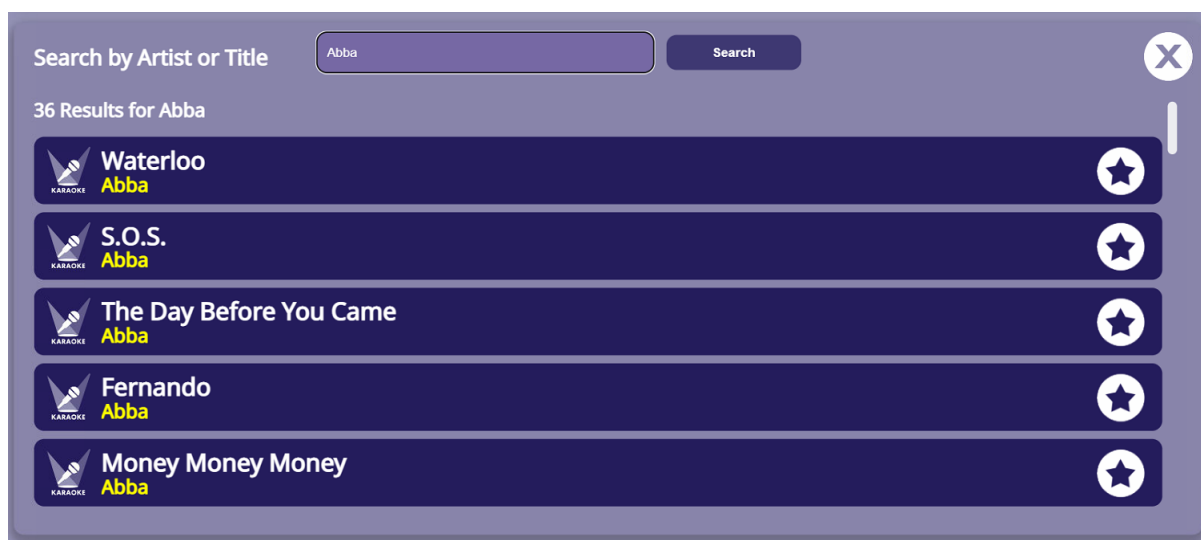 Search by Artist or Title
Abba
Search
X
36 Results for Abba
Waterloo
Abba
KARAOKE
S.O.S.
Abba
KARAOKE
The Day Before You Came
Abba
KARAOKE
Fernando
Abba
KARAOKE
Money Money Money
Abba
KARAOKE